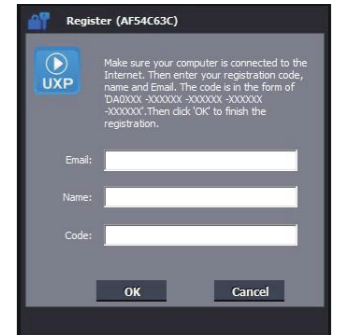 Register (AF54C63C)
UXP
Make sure your computer is connected to the
Internet. Then enter your registration code,
name and Email. The code is in the form of
'DA0XXX -XXXXXX -XXXXXX -XXXXXX
-XXXXXX'.Then click 'OK' to finish the
registration.
Email:
Name:
Code:
OK
Cancel